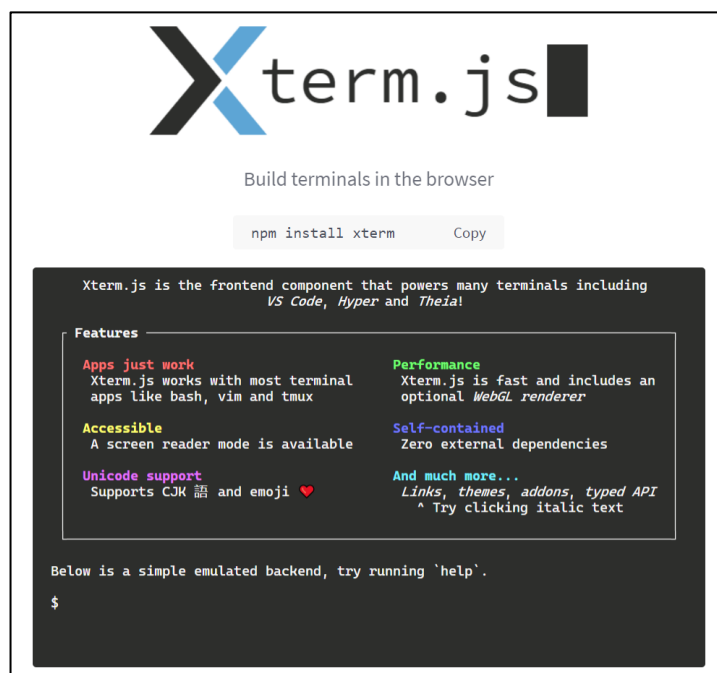 Xterm.js
Build terminals in the browser
npm install xterm Copy
Xterm.js is the frontend component that powers many terminals including
VS Code, Hyper and Theia!
Features
Apps just work
Xterm.js works with most terminal
apps like bash, vim and tmux
Performance
Xterm.js is fast and includes an
optional WebGL renderer
Accessible
A screen reader mode is available
Self-contained
Zero external dependencies
Unicode support
Supports CJK 語 and emoji ❤️
And much more...
Links, themes, addons, typed API
^ Try clicking italic text
Below is a simple emulated backend, try running `help`.
$